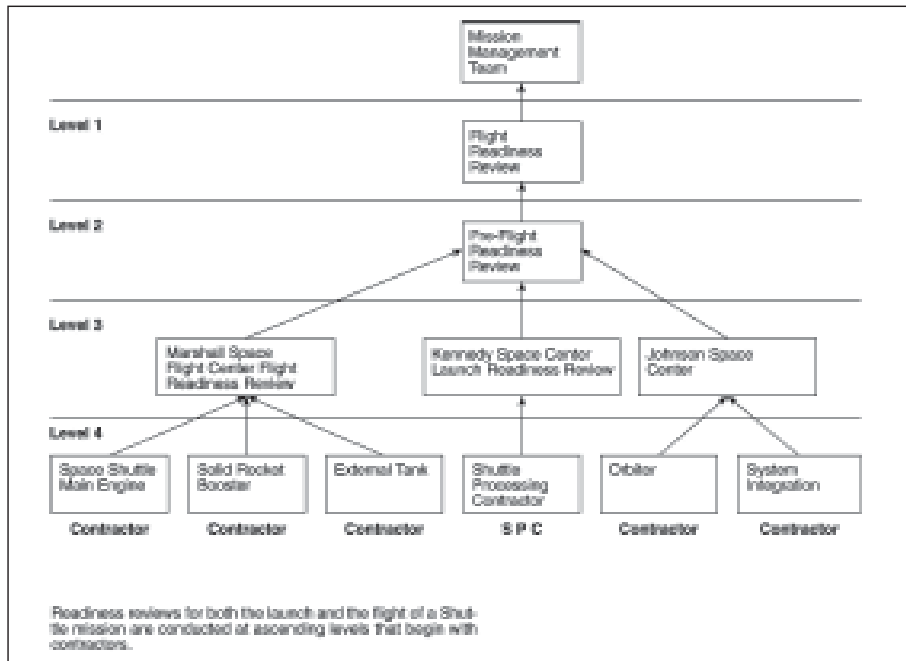 Mission
Management
Team
Level 1
Flight
Readiness
Review
Level 2
Pre-Flight
Readiness
Review
Level 3
Marshall Space
Flight Center Flight
Readiness Review
Kennedy Space Center
Launch Readiness Review
Johnson Space
Center
Level 4
Space Shuttle
Main Engine
Solid Rocket
Booster
External Tank
Shuttle
Processing
Contractor
Orbiter
System
Integration
Contractor
Contractor
Contractor
S P C
Contractor
Contractor
Readiness reviews for both the launch and the flight of a Shut-
tle mission are conducted at ascending levels that begin with
contractors.